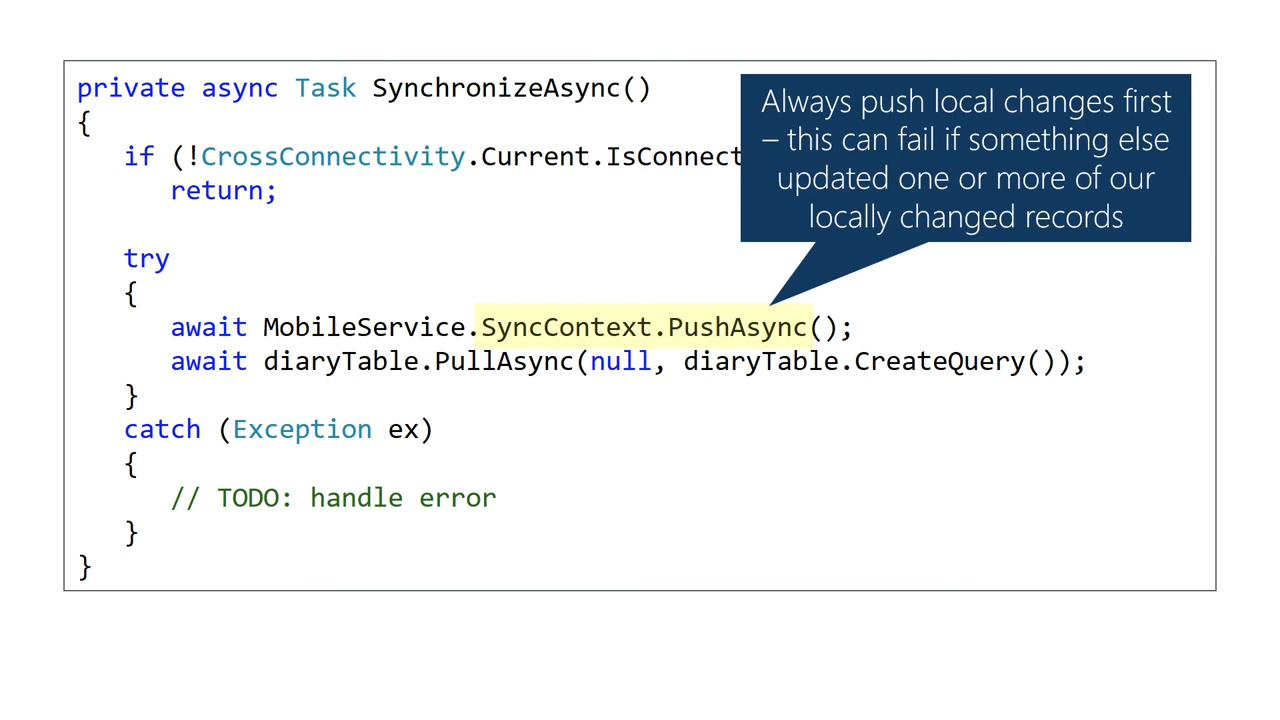 private async Task SynchronizeAsync()
{
if (!CrossConnectivity.Current.IsConnect
return;
try
{
await MobileService.SyncContext.PushAsync();
await diaryTable.PullAsync(null, diaryTable.CreateQuery());
}
catch (Exception ex)
{
// TODO: handle error
}
}
Always push local changes first
– this can fail if something else
updated one or more of our
locally changed records